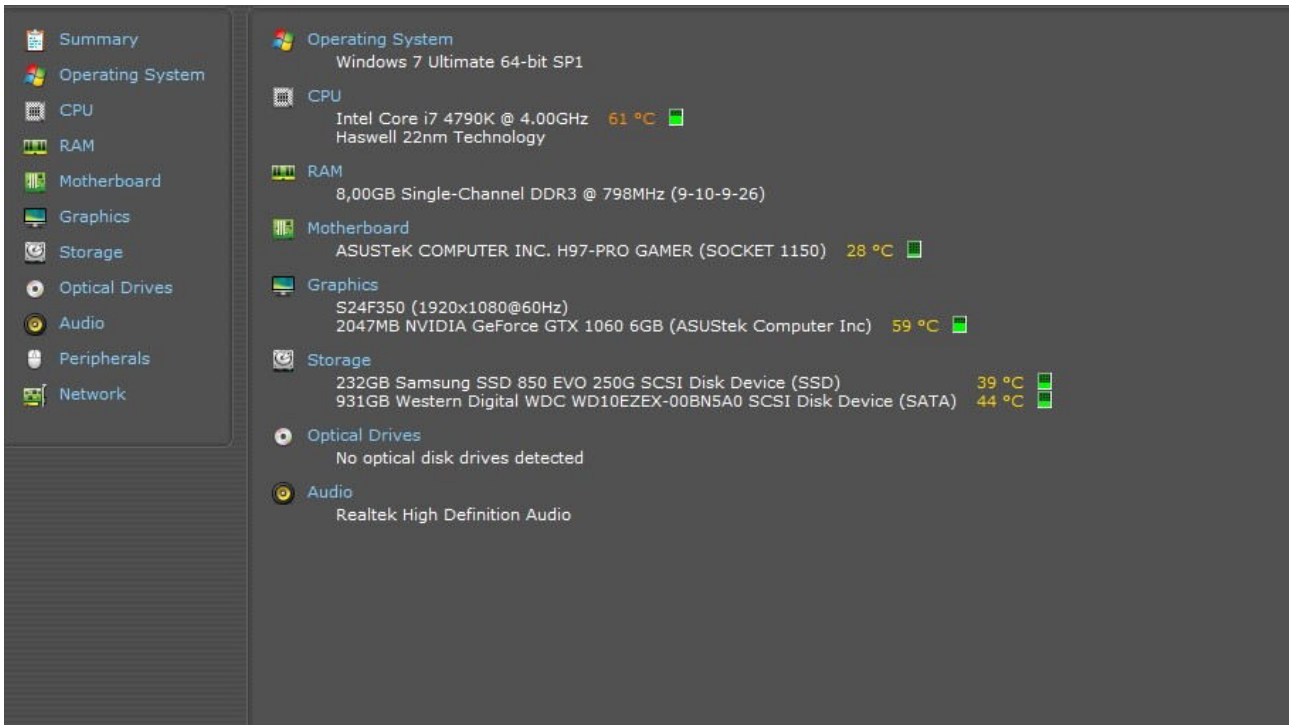 Summary
Operating System
CPU
RAM
Motherboard
Graphics
Storage
Optical Drives
Audio
Peripherals
Network
Operating System
Windows 7 Ultimate 64-bit SP1
CPU
Intel Core i7 4790K @ 4.00GHz 61 °C
Haswell 22nm Technology
RAM
8,00GB Single-Channel DDR3 @ 798MHz (9-10-9-26)
Motherboard
ASUSTeK COMPUTER INC. H97-PRO GAMER (SOCKET 1150) 28 °C
Graphics
S24F350 (1920x1080@60Hz)
2047MB NVIDIA GeForce GTX 1060 6GB (ASUStek Computer Inc) 59 °C
Storage
232GB Samsung SSD 850 EVO 250G SCSI Disk Device (SSD) 39 °C
931GB Western Digital WDC WD10EZEX-00BN5A0 SCSI Disk Device (SATA) 44 °C
Optical Drives
No optical disk drives detected
Audio
Realtek High Definition Audio